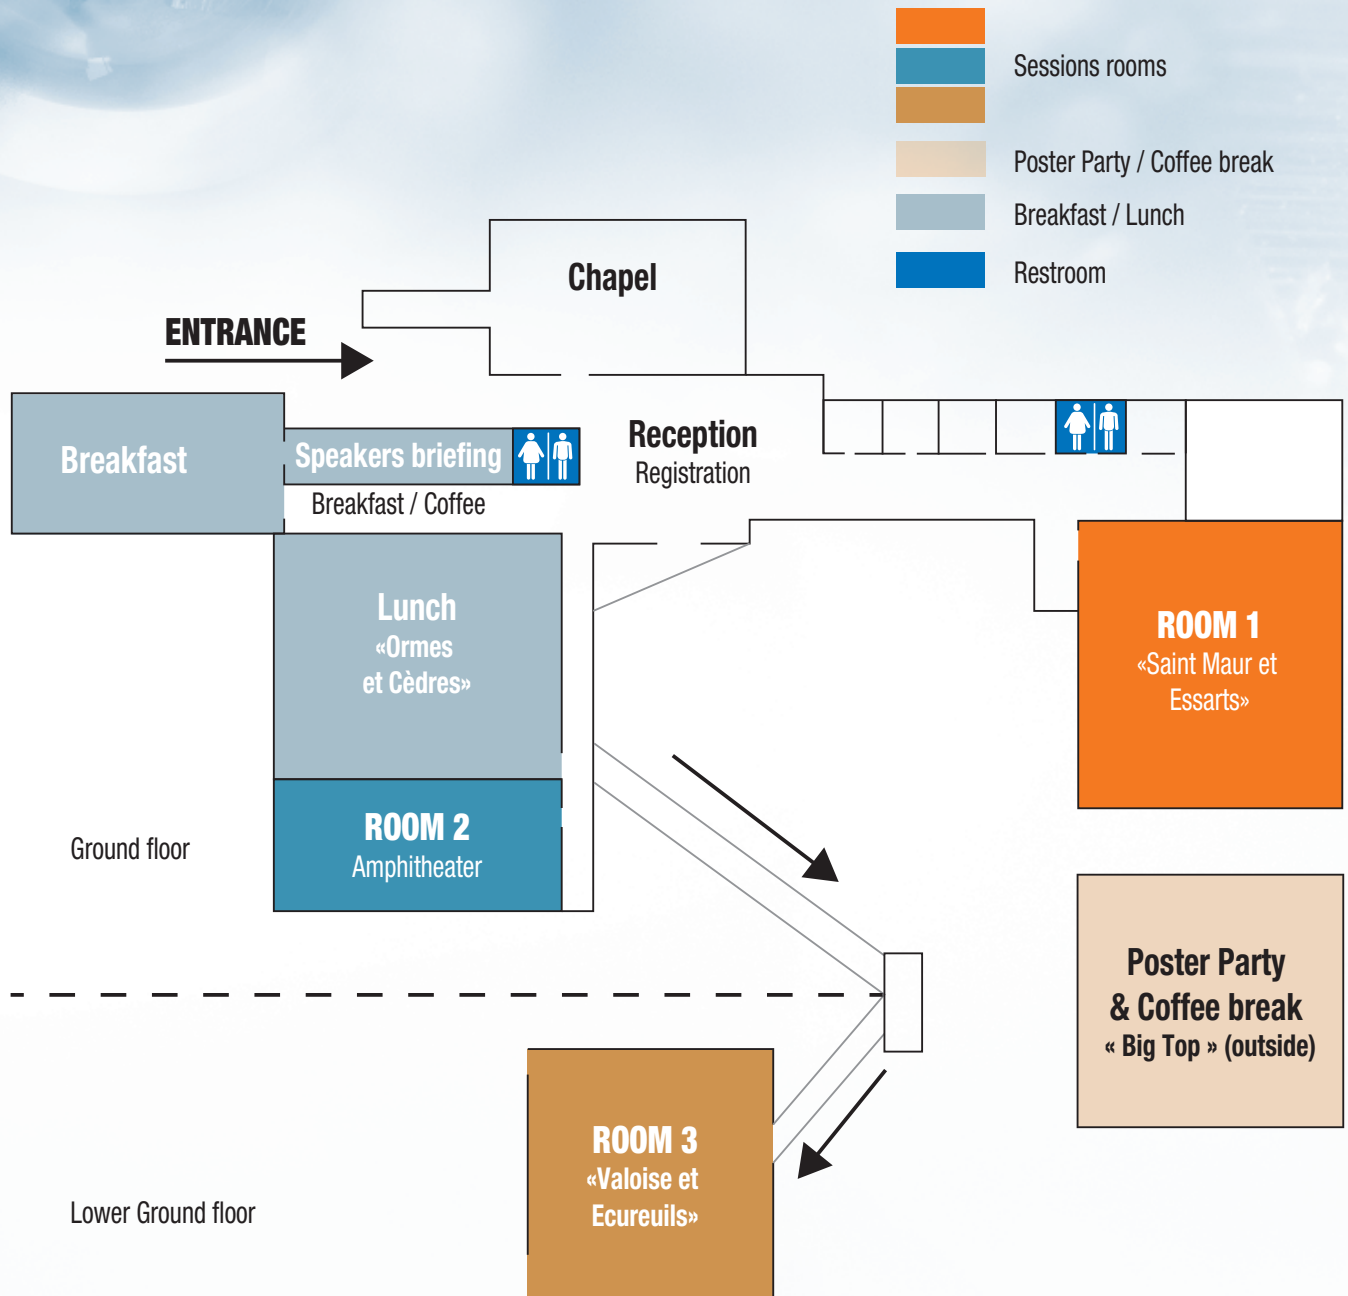 Sessions rooms
Poster Party / Coffee break
Breakfast / Lunch
Restroom
Chapel
ENTRANCE
Breakfast
Speakers briefing
Breakfast / Coffee
Reception
Registration
Lunch
«Ormes
et Cèdres»
ROOM 1
«Saint Maur et
Essarts»
ROOM 2
Amphitheater
Ground floor
Poster Party
& Coffee break
« Big Top » (outside)
ROOM 3
«Valoise et
Ecureuils»
Lower Ground floor